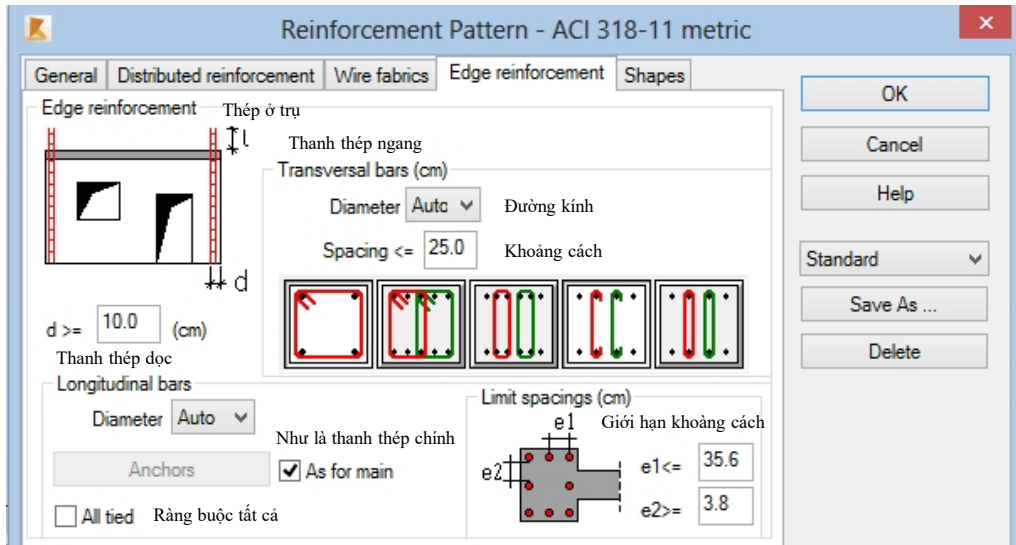 Reinforcement Pattern - ACI 318-11 metric
General Distributed reinforcement Wire fabrics Edge reinforcement Shapes
Edge reinforcement Thép ở trụ
l
Thanh thép ngang
Transversal bars (cm)
Diameter Auto Đường kính
Spacing <= 25.0 Khoảng cách
d
d >= 10.0 (cm)
Thanh thép dọc
Longitudinal bars
Diameter Auto
Như là thanh thép chính
Anchors As for main
All tied Ràng buộc tất cả
Limit spacings (cm)
e1 Giới hạn khoàng cách
e2
e1<= 35.6
e2>= 3.8
OK
Cancel
Help
Standard
Save As ...
Delete